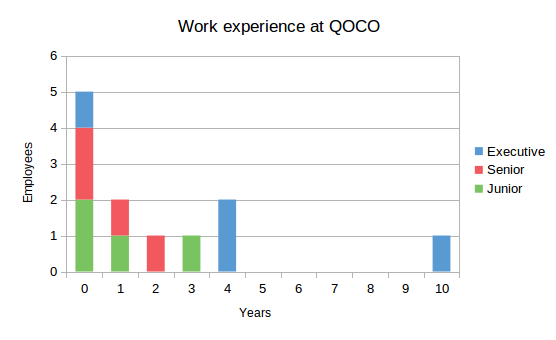 Work experience at QOCO
6
5
4
3
2
1
0
Employees
0 1 2 3 4 5 6 7 8 9 10
Years
Executive
Senior
Junior